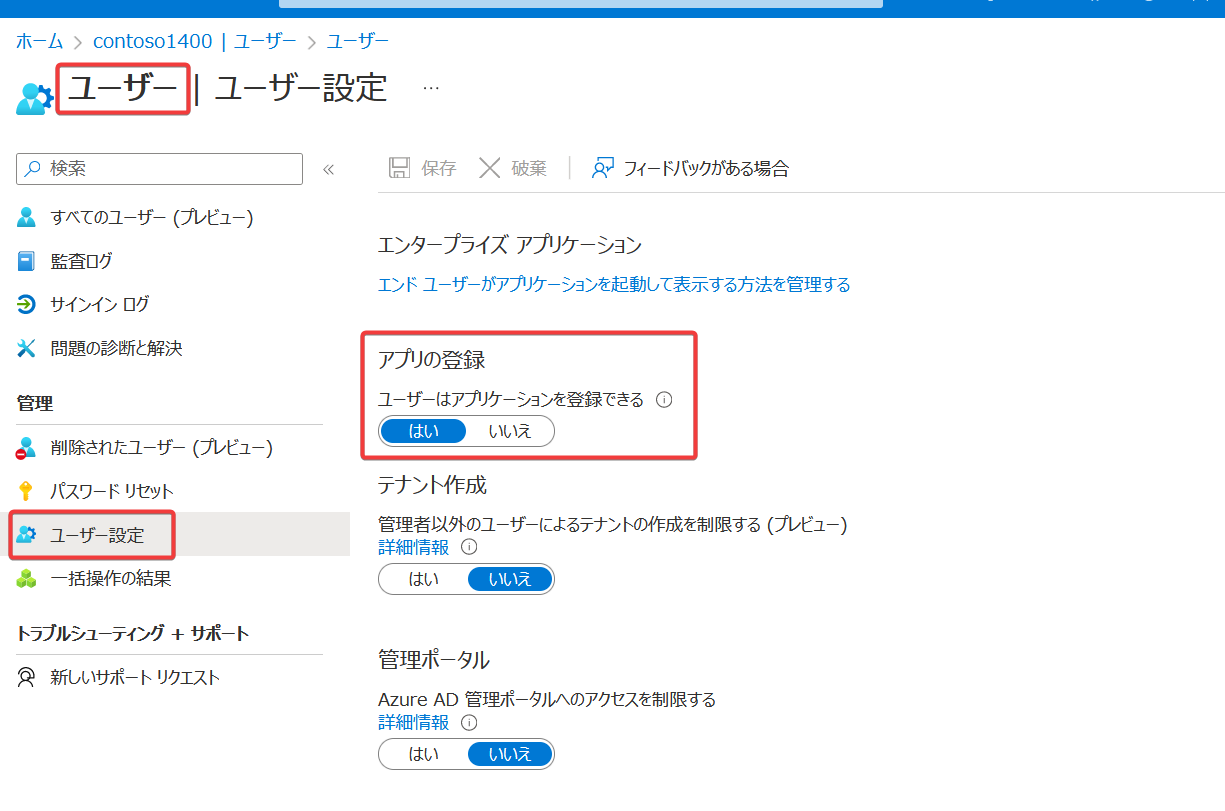 ホーム > contoso1400 | ユーザー > ユーザー
ユーザー | ユーザー設定 ...
検索 «
保存 破棄 フィードバックがある場合
すべてのユーザー (プレビュー)
監査ログ
サインイン ログ
問題の診断と解決
管理
削除されたユーザー (プレビュー)
パスワード リセット
ユーザー設定
一括操作の結果
トラブルシューティング + サポート
新しいサポート リクエスト
エンタープライズ アプリケーション
エンド ユーザーがアプリケーションを起動して表示する方法を管理する
アプリの登録
ユーザーはアプリケーションを登録できる
はい いいえ
テナント作成
管理者以外のユーザーによるテナントの作成を制限する (プレビュー)
詳細情報
はい いいえ
管理ポータル
Azure AD 管理ポータルへのアクセスを制限する
詳細情報
はい いいえ